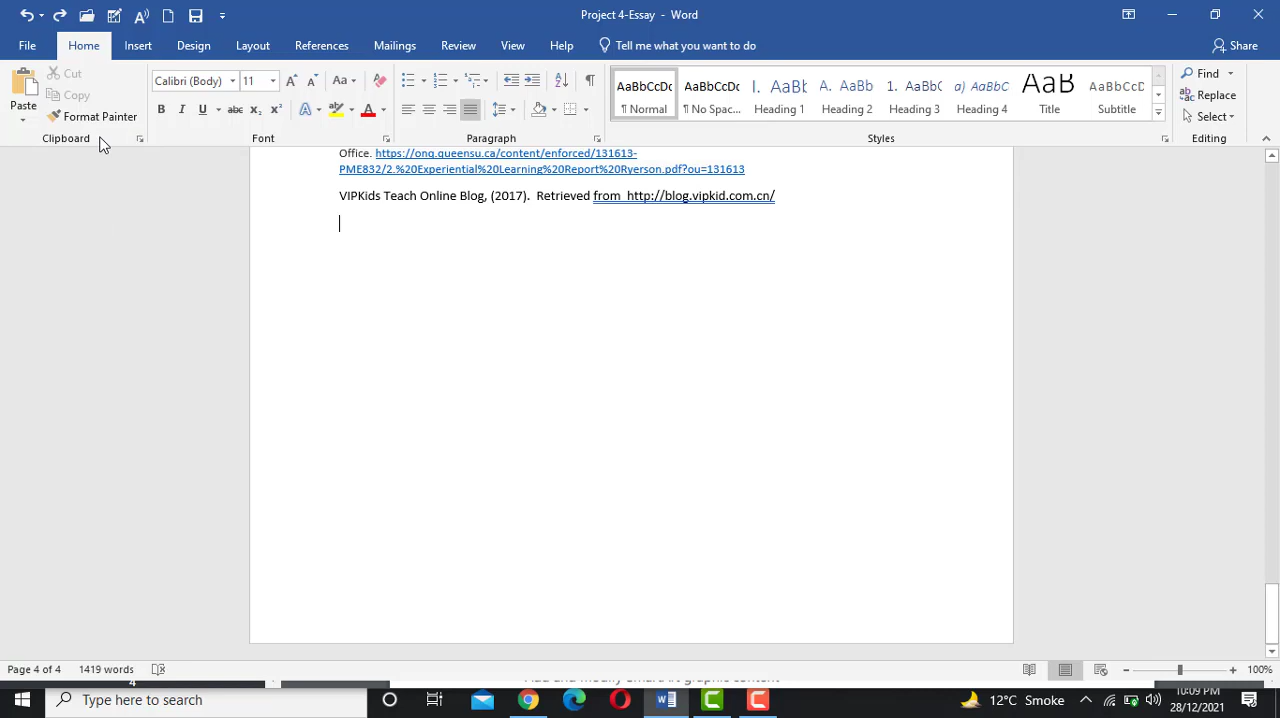 Project 4-Essay - Word
File Home Insert Design Layout References Mailings Review View Help Tell me what you want to do Share
Paste Cut Copy Format Painter
Calibri (Body) 11
AaBbCcDc AaBbCcDc I. AaBb A. AaBb 1. AaBbC a) AaBbC AaB AaBbCcD
¶ Normal ¶ No Spac... Heading 1 Heading 2 Heading 3 Heading 4 Title Subtitle
Find
Replace
Select
Clipboard Font Paragraph Styles Editing
Office. https://onq.queensu.ca/content/enforced/131613-
PME832/2.%20Experiential%20Learning%20Report%20Ryerson.pdf?ou=131613
VIPKids Teach Online Blog, (2017).  Retrieved from  http://blog.vipkid.com.cn/
Page 4 of 4 1419 words 100%
Type here to search
12°C Smoke
10:09 PM
28/12/2021